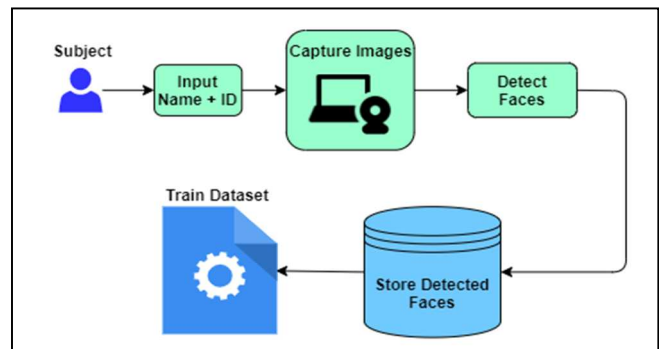 Subject
Input
Name + ID
Capture Images
Detect
Faces
Train Dataset
Store Detected
Faces